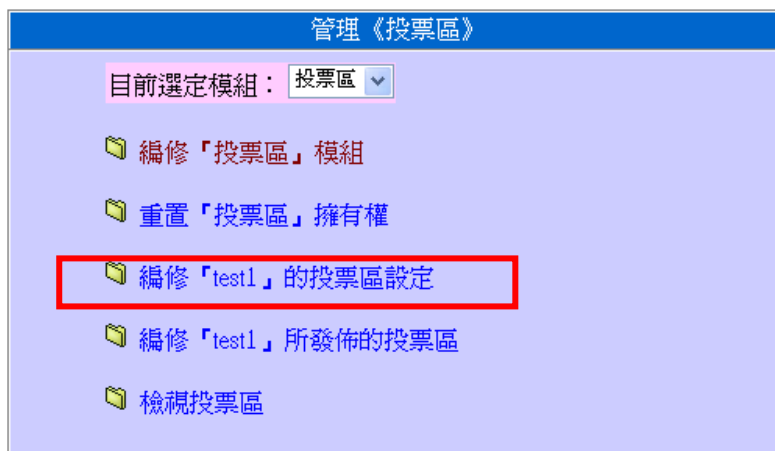 管理《投票區》
目前選定模組： 投票區
編修「投票區」模組
重置「投票區」擁有權
編修「test1」的投票區設定
編修「test1」所發佈的投票區
檢視投票區